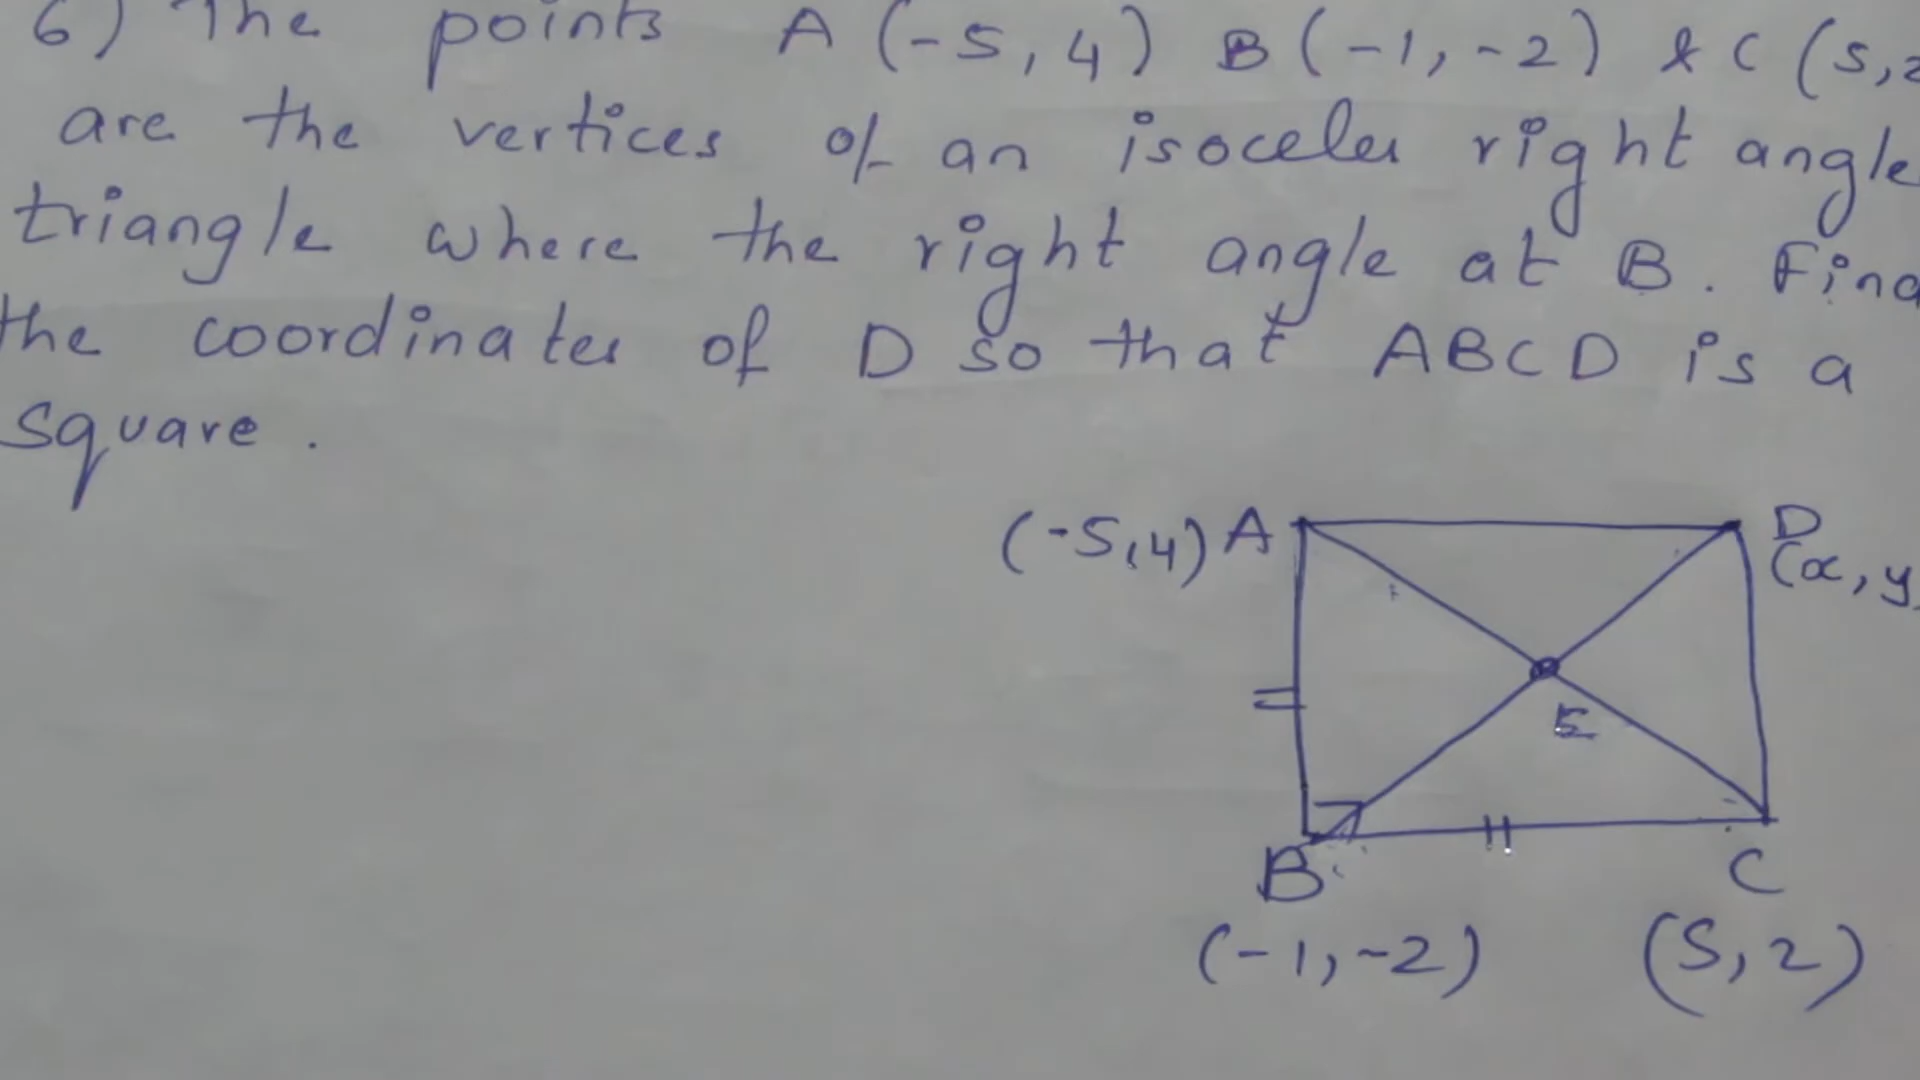 6) The points A (-5, 4) B (-1, -2) & C (5, 2
are the vertices of an isoceles right angle
triangle where the right angle at B. Find
the coordinates of D so that ABCD is a
square.
(-5,4) A
D
(x, y)
E
B
C
(-1, -2)
(5, 2)